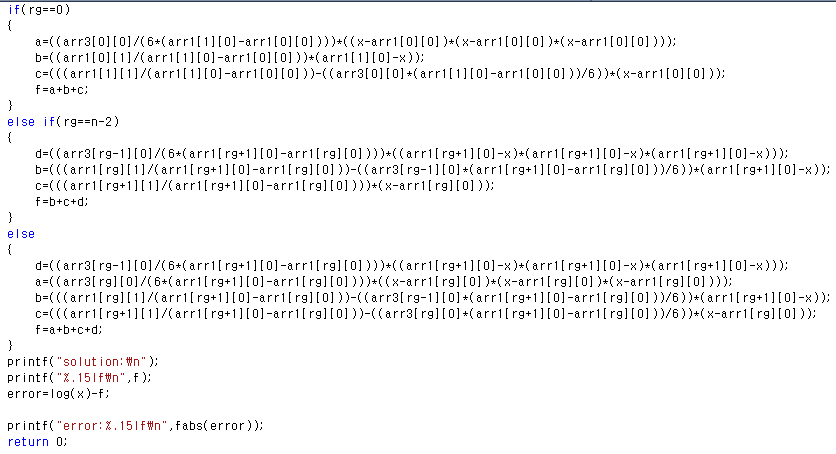 if(rg==0)
{
    a=((arr3[0][0]/(6*(arr1[1][0]-arr1[0][0])))*((x-arr1[0][0])*(x-arr1[0][0])*(x-arr1[0][0])));
    b=((arr1[0][1]/(arr1[1][0]-arr1[0][0]))*(arr1[1][0]-x));
    c=(((arr1[1][1]/(arr1[1][0]-arr1[0][0]))-((arr3[0][0]*(arr1[1][0]-arr1[0][0]))/6))*(x-arr1[0][0]));
    f=a+b+c;
}
else if(rg==n-2)
{
    d=((arr3[rg-1][0]/(6*(arr1[rg+1][0]-arr1[rg][0])))*((arr1[rg+1][0]-x)*(arr1[rg+1][0]-x)*(arr1[rg+1][0]-x)));
    b=(((arr1[rg][1]/(arr1[rg+1][0]-arr1[rg][0]))-((arr3[rg-1][0]*(arr1[rg+1][0]-arr1[rg][0]))/6))*(arr1[rg+1][0]-x));
    c=(((arr1[rg+1][1]/(arr1[rg+1][0]-arr1[rg][0])))*(x-arr1[rg][0]));
    f=b+c+d;
}
else
{
    d=((arr3[rg-1][0]/(6*(arr1[rg+1][0]-arr1[rg][0])))*((arr1[rg+1][0]-x)*(arr1[rg+1][0]-x)*(arr1[rg+1][0]-x)));
    a=((arr3[rg][0]/(6*(arr1[rg+1][0]-arr1[rg][0])))*((x-arr1[rg][0])*(x-arr1[rg][0])*(x-arr1[rg][0])));
    b=(((arr1[rg][1]/(arr1[rg+1][0]-arr1[rg][0]))-((arr3[rg-1][0]*(arr1[rg+1][0]-arr1[rg][0]))/6))*(arr1[rg+1][0]-x));
    c=(((arr1[rg+1][1]/(arr1[rg+1][0]-arr1[rg][0]))-((arr3[rg][0]*(arr1[rg+1][0]-arr1[rg][0]))/6))*(x-arr1[rg][0]));
    f=a+b+c+d;
}
printf("solution:₩n");
printf("%.15lf₩n",f);
error=log(x)-f;
printf("error:%.15lf₩n",fabs(error));
return 0;